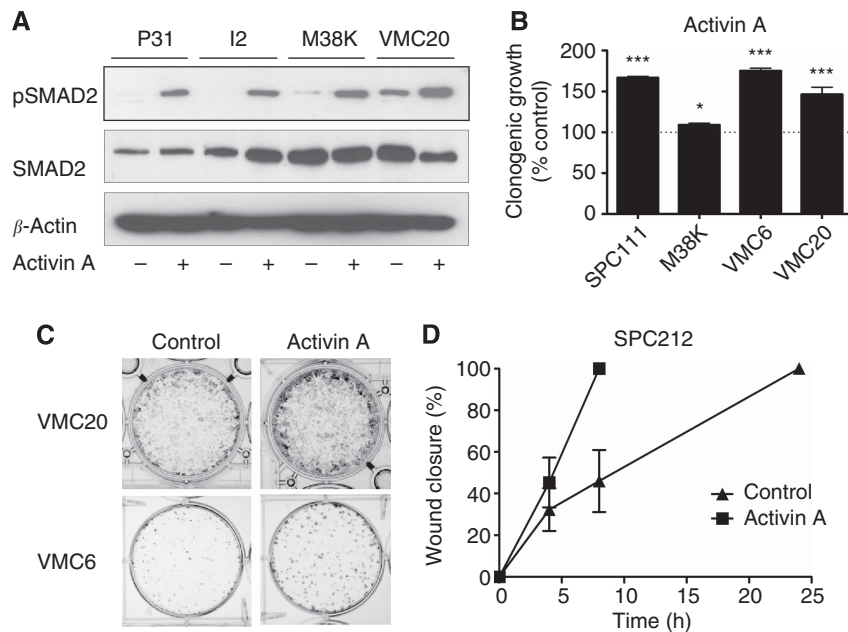 A
P31 I2 M38K VMC20
pSMAD2
SMAD2
β-Actin
Activin A – + – + – + – +
B
Activin A
Clonogenic growth
(% control)
200
150
100
50
0
*** * *** ***
SPC111 M38K VMC6 VMC20
C
Control Activin A
VMC20
VMC6
D
SPC212
Wound closure (%)
100
80
60
40
20
0
0 5 10 15 20 25
Time (h)
Control
Activin A